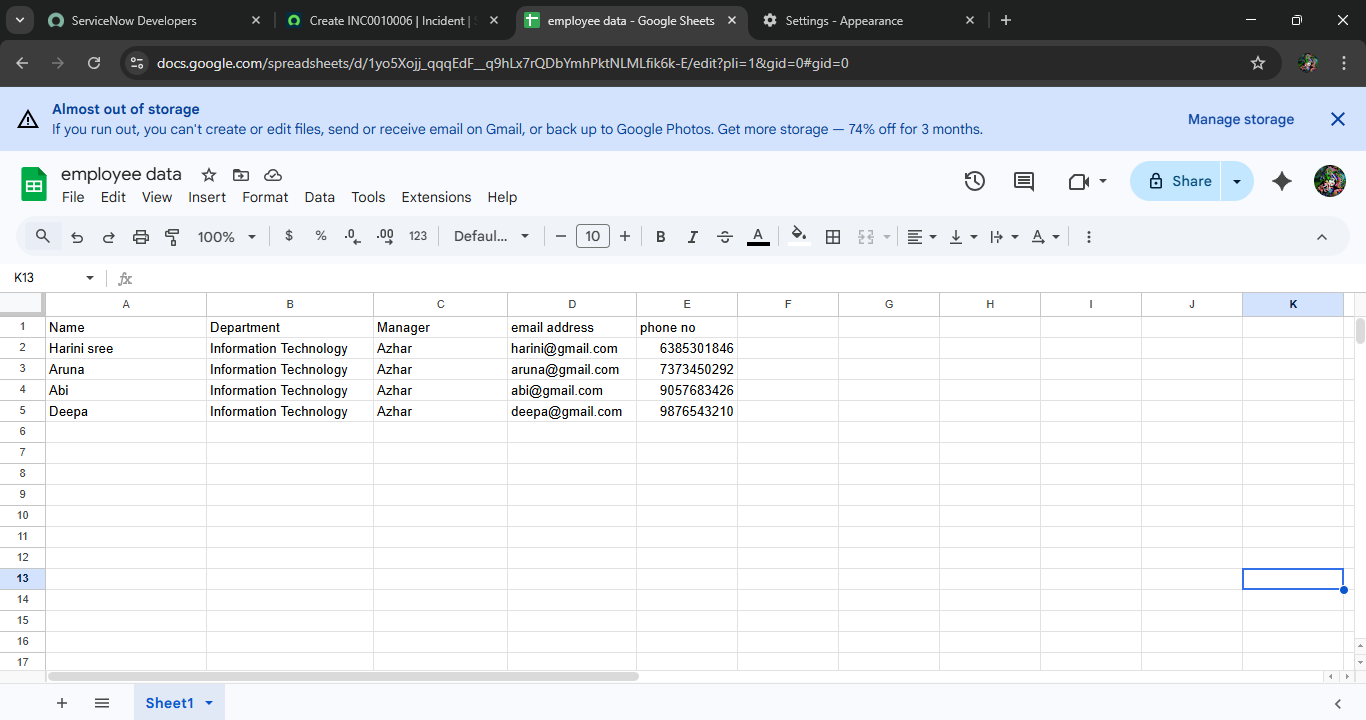 ServiceNow Developers
Create INC0010006 | Incident |
employee data - Google Sheets
Settings - Appearance
docs.google.com/spreadsheets/d/1yo5Xojj_qqqEdF__q9hLx7rQDbYmhPktNLMLfik6k-E/edit?pli=1&gid=0#gid=0
Almost out of storage
If you run out, you can't create or edit files, send or receive email on Gmail, or back up to Google Photos. Get more storage — 74% off for 3 months.
Manage storage
employee data
File Edit View Insert Format Data Tools Extensions Help
Share
100% $ % .0 .00 123 Defaul... 10 B I S A A
K13 fx
A B C D E F G H I J K
1 Name Department Manager email address phone no
2 Harini sree Information Technology Azhar harini@gmail.com 6385301846
3 Aruna Information Technology Azhar aruna@gmail.com 7373450292
4 Abi Information Technology Azhar abi@gmail.com 9057683426
5 Deepa Information Technology Azhar deepa@gmail.com 9876543210
6
7
8
9
10
11
12
13
14
15
16
17
Sheet1